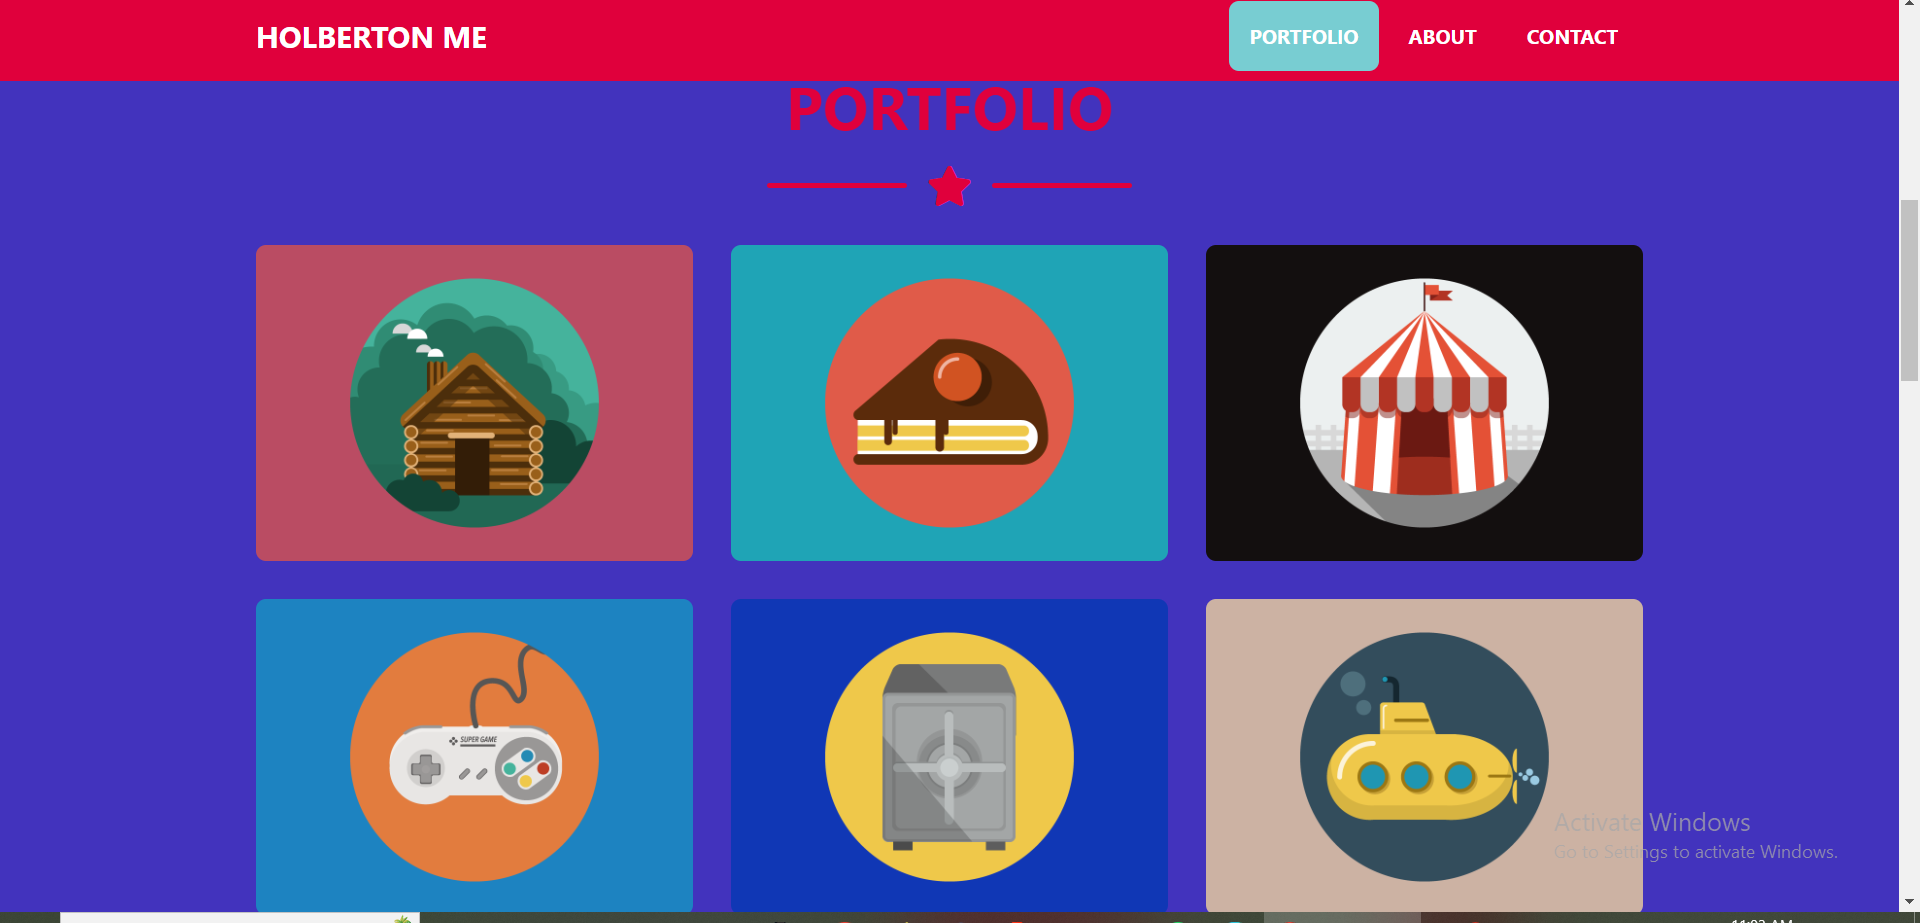 HOLBERTON ME
PORTFOLIO
ABOUT
CONTACT
PORTFOLIO
SUPER GAME
Activate Windows
Go to Settings to activate Windows.